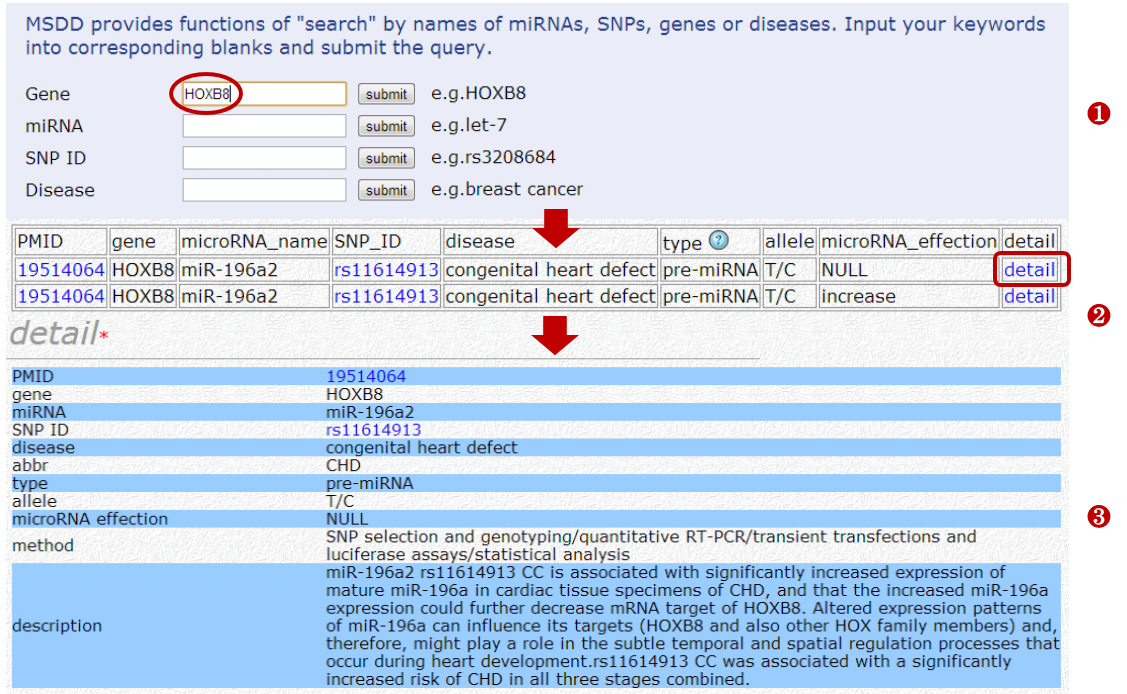 MSDD provides functions of "search" by names of miRNAs, SNPs, genes or diseases. Input your keywords
into corresponding blanks and submit the query.
Gene HOXB8 submit e.g.HOXB8
❶
miRNA submit e.g.let-7
SNP ID submit e.g.rs3208684
Disease submit e.g.breast cancer
PMID gene microRNA_name SNP_ID disease type ? allele microRNA_effection detail
19514064 HOXB8 miR-196a2 rs11614913 congenital heart defect pre-miRNA T/C NULL detail
19514064 HOXB8 miR-196a2 rs11614913 congenital heart defect pre-miRNA T/C increase detail
❷
detail*
PMID 19514064
gene HOXB8
miRNA miR-196a2
SNP ID rs11614913
disease congenital heart defect
abbr CHD
type pre-miRNA
allele T/C
microRNA effection NULL
❸
method SNP selection and genotyping/quantitative RT-PCR/transient transfections and
luciferase assays/statistical analysis
description miR-196a2 rs11614913 CC is associated with significantly increased expression of
mature miR-196a in cardiac tissue specimens of CHD, and that the increased miR-196a
expression could further decrease mRNA target of HOXB8. Altered expression patterns
of miR-196a can influence its targets (HOXB8 and also other HOX family members) and,
therefore, might play a role in the subtle temporal and spatial regulation processes that
occur during heart development.rs11614913 CC was associated with a significantly
increased risk of CHD in all three stages combined.